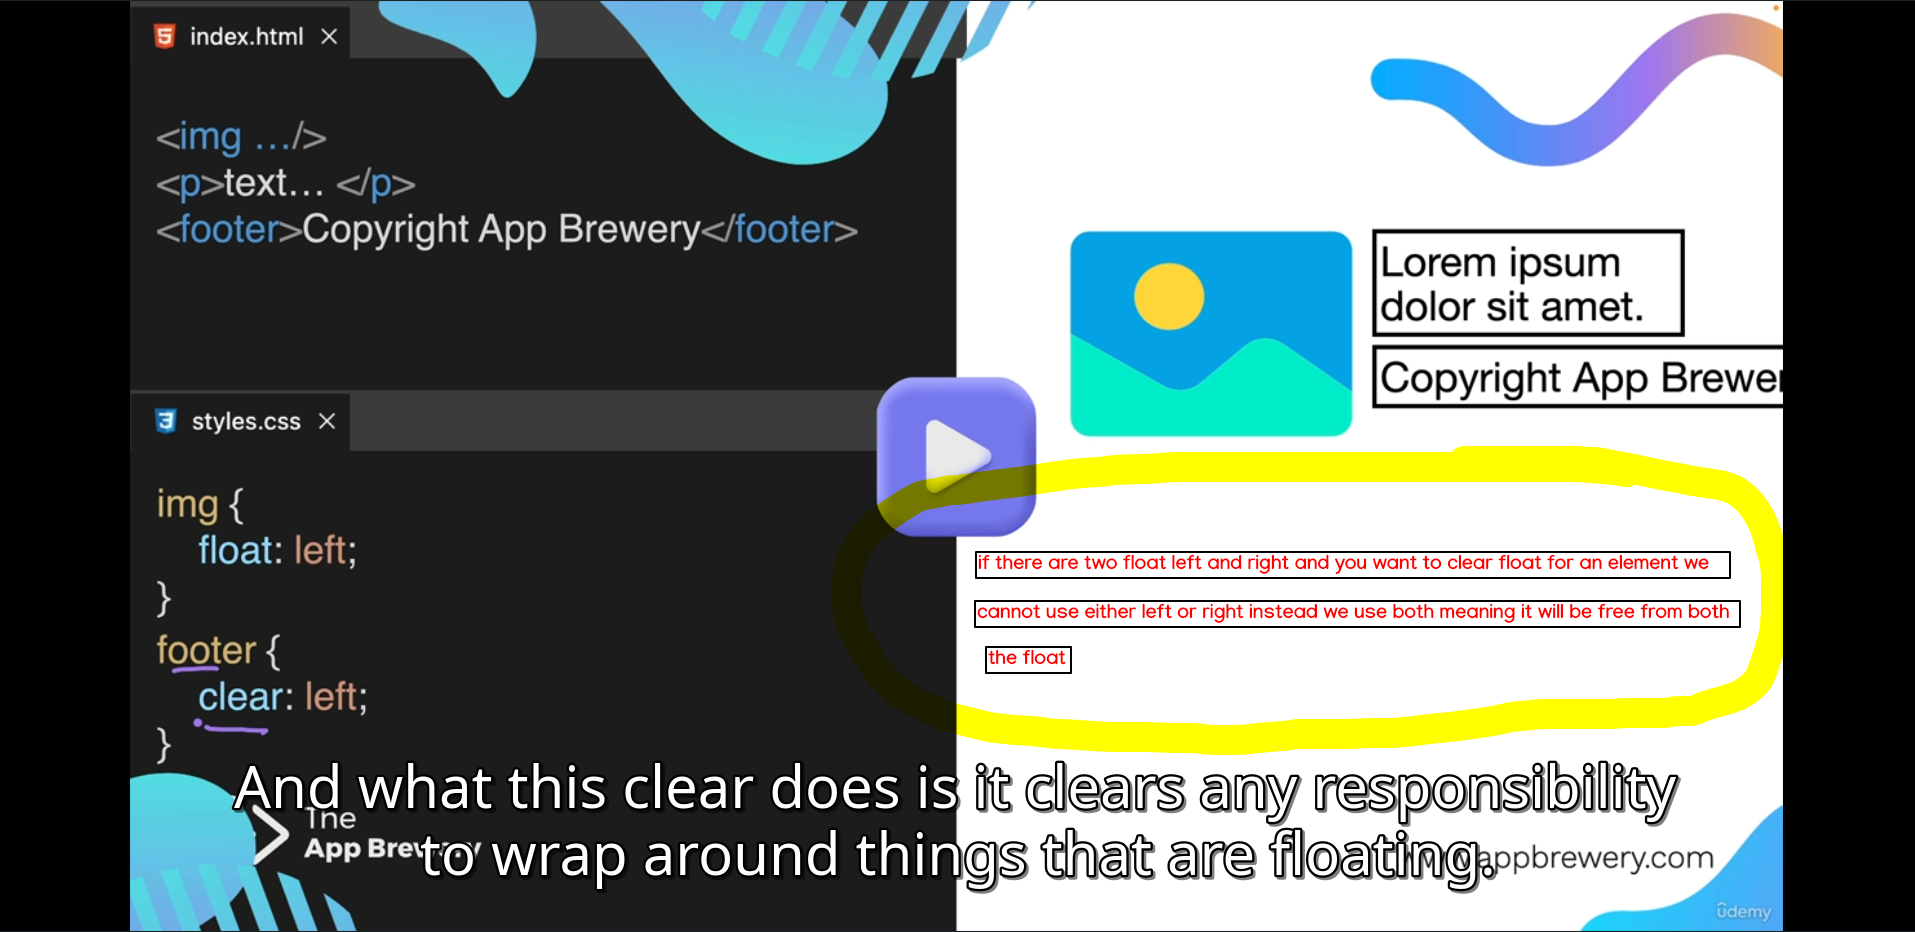 index.html ×
<img .../>
<p>text... </p>
<footer>Copyright App Brewery</footer>
Lorem ipsum
dolor sit amet.
Copyright App Brewer
styles.css ×
img {
float: left;
}
footer {
clear: left;
}
if there are two float left and right and you want to clear float for an element we
cannot use either left or right instead we use both meaning it will be free from both
the float
And what this clear does is it clears any responsibility
to wrap around things that are floating.
The
App Brewery
www.appbrewery.com
ûdemy